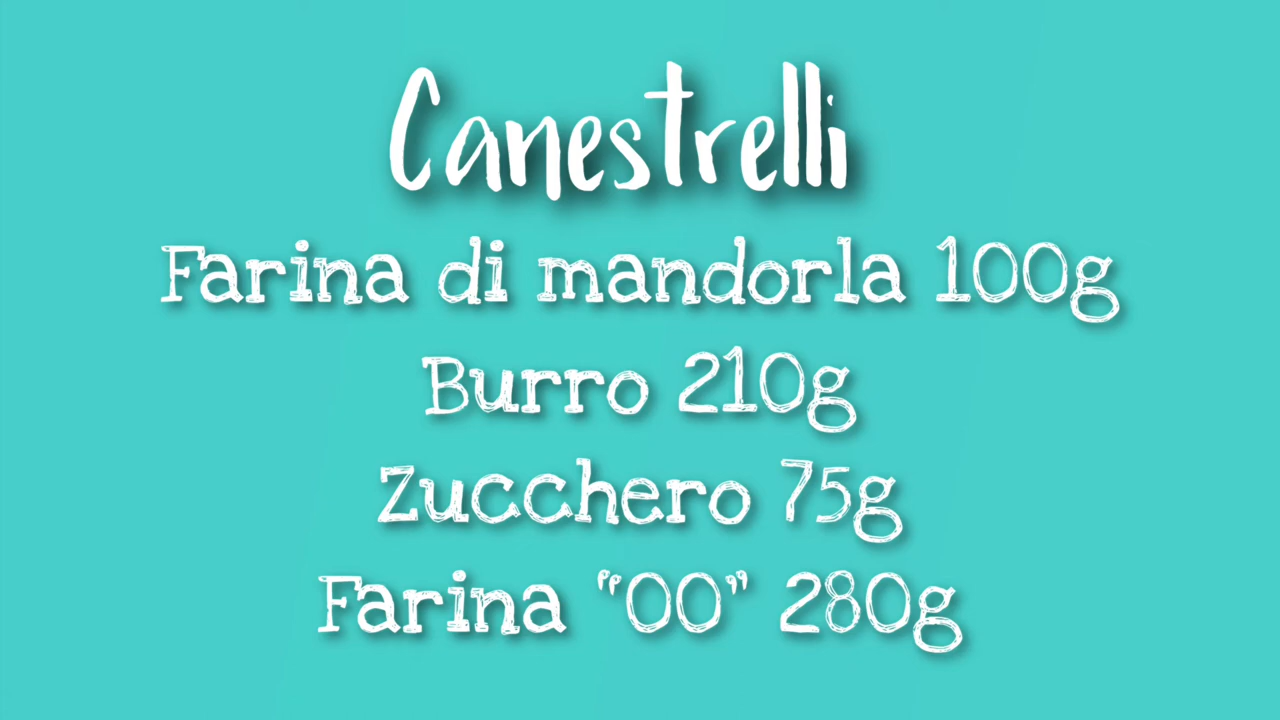 Canestrelli
Farina di mandorla 100g
Burro 210g
Zucchero 75g
Farina “00” 280g